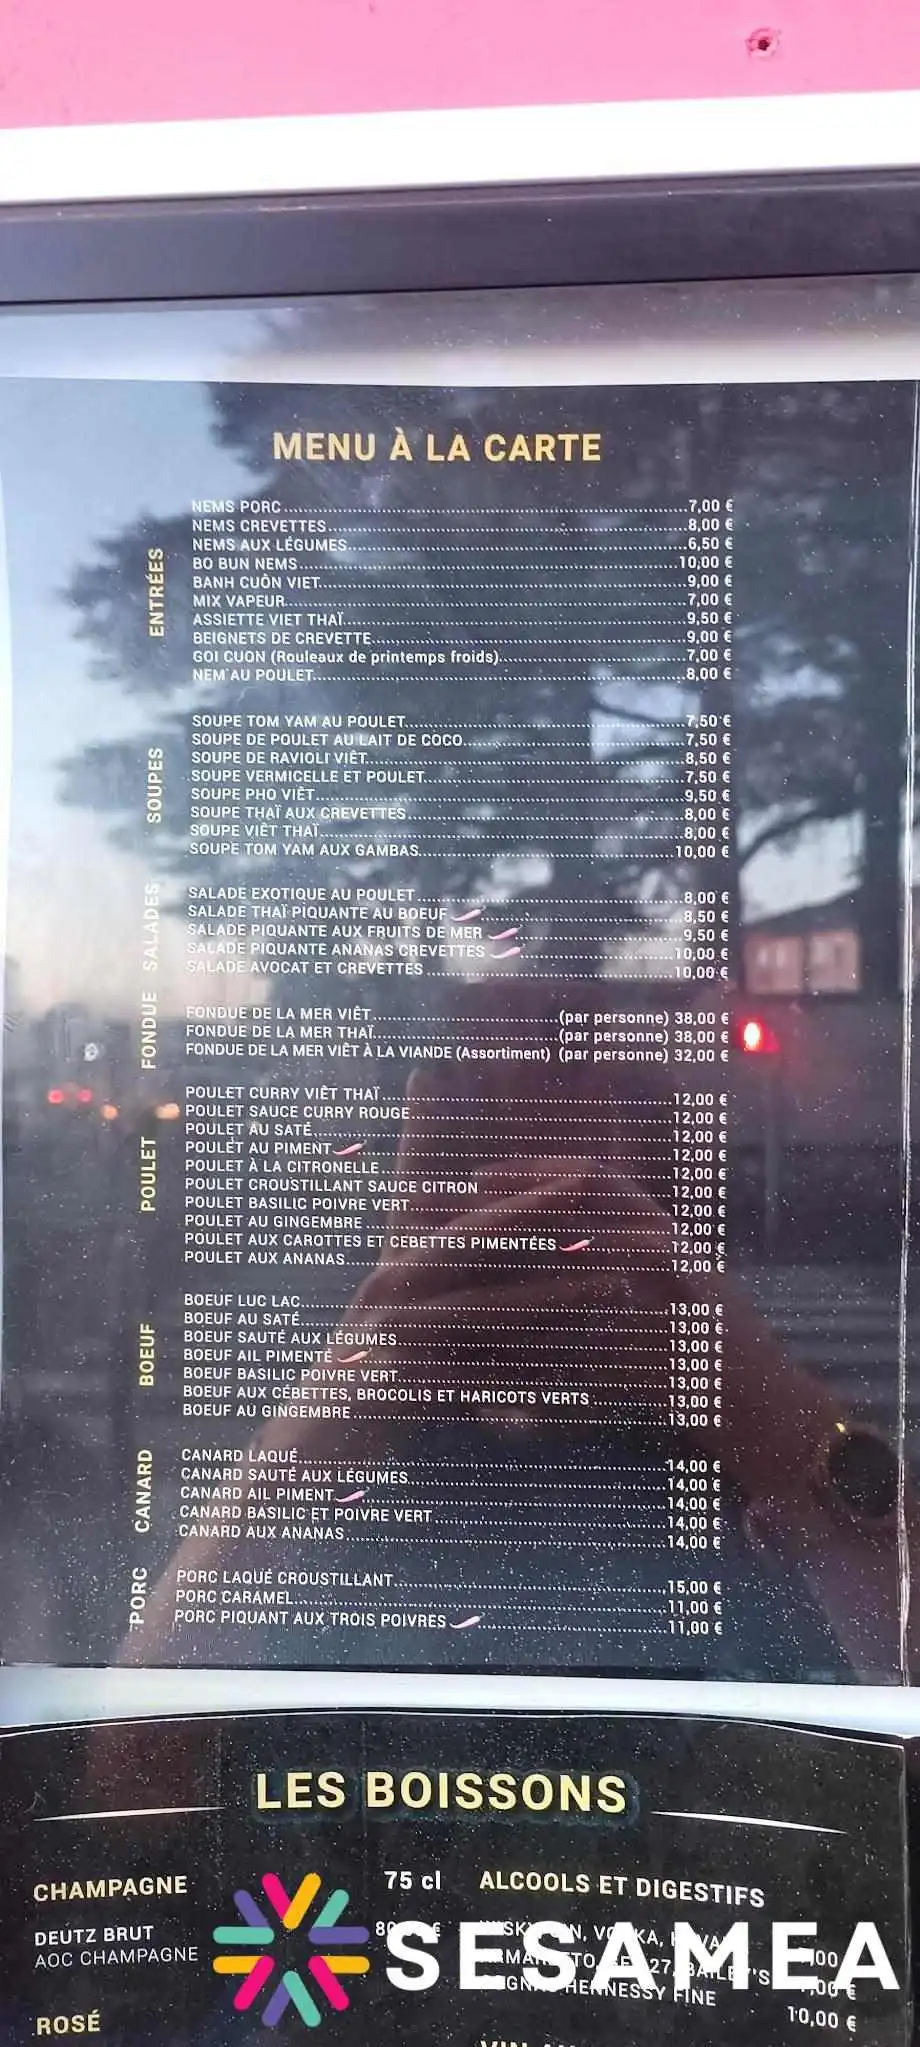 MENU À LA CARTE
ENTRÉES
NEMS PORC 7,00 €
NEMS CREVETTES 8,00 €
NEMS AUX LÉGUMES 6,50 €
BO BUN NEMS 10,00 €
BANH CUÔN VIET 9,00 €
MIX VAPEUR 7,00 €
ASSIETTE VIET THAÏ 9,50 €
BEIGNETS DE CREVETTE 9,00 €
GOI CUON (Rouleaux de printemps froids) 7,00 €
NEM AU POULET 8,00 €
SOUPES
SOUPE TOM YAM AU POULET 7,50 €
SOUPE DE POULET AU LAIT DE COCO 7,50 €
SOUPE DE RAVIOLI VIÊT 8,50 €
SOUPE VERMICELLE ET POULET 7,50 €
SOUPE PHO VIÊT 9,50 €
SOUPE THAÏ AUX CREVETTES 8,00 €
SOUPE VIÊT THAÏ 8,00 €
SOUPE TOM YAM AUX GAMBAS 10,00 €
SALADES
SALADE EXOTIQUE AU POULET 8,00 €
SALADE THAÏ PIQUANTE AU BOEUF 8,50 €
SALADE PIQUANTE AUX FRUITS DE MER 9,50 €
SALADE PIQUANTE ANANAS CREVETTES 10,00 €
SALADE AVOCAT ET CREVETTES 10,00 €
FONDUE
FONDUE DE LA MER VIÊT (par personne) 38,00 €
FONDUE DE LA MER THAÏ (par personne) 38,00 €
FONDUE DE LA MER VIÊT À LA VIANDE (Assortiment) (par personne) 32,00 €
POULET
POULET CURRY VIÊT THAÏ 12,00 €
POULET SAUCE CURRY ROUGE 12,00 €
POULET AU SATÉ 12,00 €
POULET AU PIMENT 12,00 €
POULET À LA CITRONELLE 12,00 €
POULET CROUSTILLANT SAUCE CITRON 12,00 €
POULET BASILIC POIVRE VERT 12,00 €
POULET AU GINGEMBRE 12,00 €
POULET AUX CAROTTES ET CEBETTES PIMENTÉES 12,00 €
POULET AUX ANANAS 12,00 €
BOEUF
BOEUF LUC LAC 13,00 €
BOEUF AU SATÉ 13,00 €
BOEUF SAUTÉ AUX LÉGUMES 13,00 €
BOEUF AIL PIMENTÉ 13,00 €
BOEUF BASILIC POIVRE VERT 13,00 €
BOEUF AUX CÉBETTES, BROCOLIS ET HARICOTS VERTS 13,00 €
BOEUF AU GINGEMBRE 13,00 €
CANARD
CANARD LAQUÉ 14,00 €
CANARD SAUTÉ AUX LÉGUMES 14,00 €
CANARD AIL PIMENT 14,00 €
CANARD BASILIC ET POIVRE VERT 14,00 €
CANARD AUX ANANAS 14,00 €
PORC
PORC LAQUÉ CROUSTILLANT 15,00 €
PORC CARAMEL 11,00 €
PORC PIQUANT AUX TROIS POIVRES 11,00 €
LES BOISSONS
CHAMPAGNE 75 cl
DEUTZ BRUT
AOC CHAMPAGNE
ROSÉ
ALCOOLS ET DIGESTIFS
HENNESSY FINE 10,00 €
SESAMEA